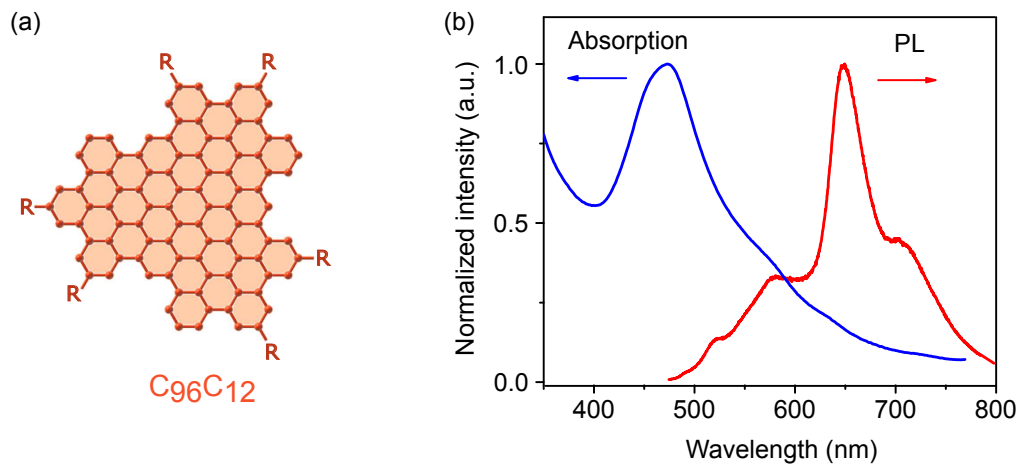 (a)
R
R
R
R
R
R
C96C12
(b)
Absorption
PL
1.0
0.5
0.0
Normalized intensity (a.u.)
400
500
600
700
800
Wavelength (nm)